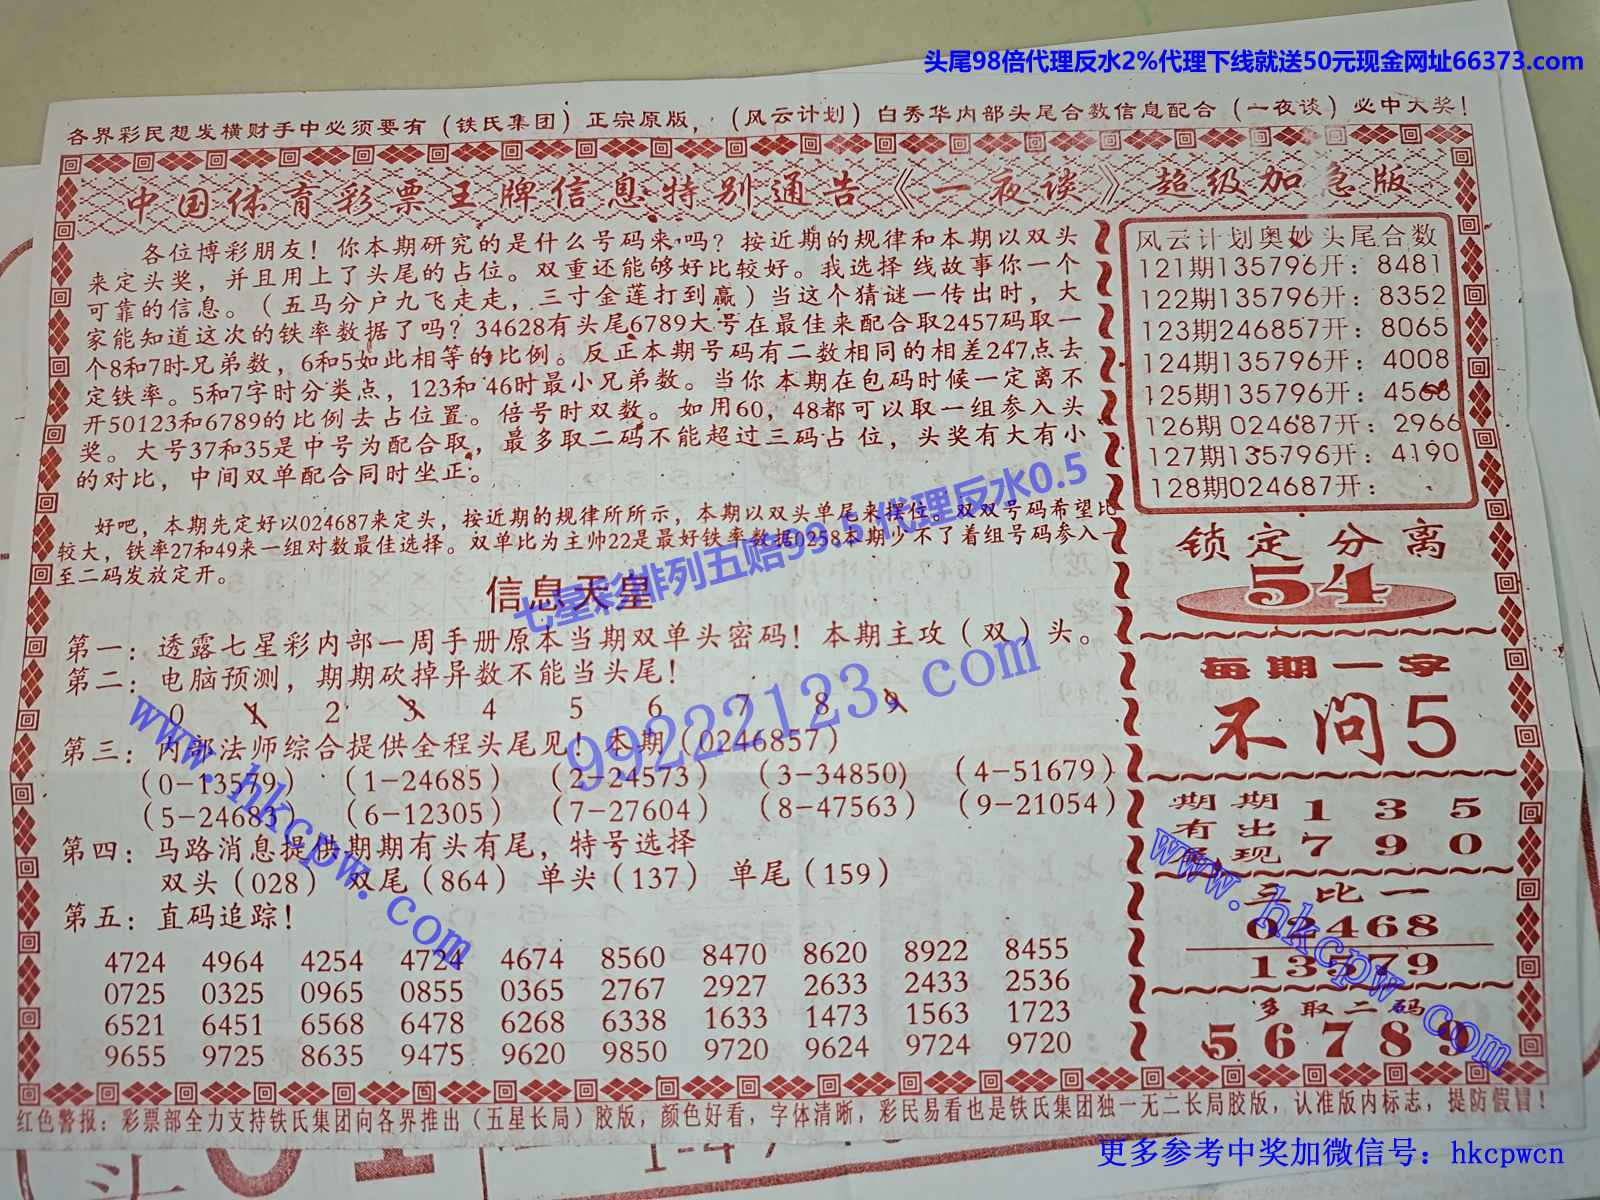 头尾98倍代理反水2%代理下线就送50元现金网址66373.com
各界彩民想发横财手中必须要有（铁氏集团）正宗原版，（风云计划）白秀华内部头尾合数信息配合（一夜谈）必中大奖！
中国体育彩票王牌信息特别通告《一夜谈》超级加急版
各位博彩朋友！你本期研究的是什么号码来吗？按近期的规律和本期以双头
来定头奖，并且用上了头尾的占位。双重还能够好比较好。我选择 线故事你一个
可靠的信息。（五马分户九飞走走，三寸金莲打到赢）当这个猜谜一传出时，大
家能知道这次的铁率数据了吗？34628有头尾6789大号在最佳来配合取2457码取一
个8和7时兄弟数，6和5如此相等的比例。反正本期号码有二数相同的相差247点去
定铁率。5和7字时分类点，123和 46时最小兄弟数。当你 本期在包码时候一定离不
开50123和6789的比例去占位置。倍号时双数。如用60，48都可以取一组参入头
奖。大号37和35是中号为配合取，最多取二码不能超过三码占位，头奖有大有小
的对比，中间双单配合同时坐正。
好吧，本期先定好以024687来定头，按近期的规律所所示，本期以双头单尾来摆位。双双号码希望比
较大，铁率27和49来一组对数最佳选择。双单比为主帅22是最好铁率数据0258本期少不了着组号码参入一
至二码发放定开。
七星彩排列五赔99.5 代理反水0.5
信息天皇
第一：透露七星彩内部一周手册原本当期双单头密码！本期主攻（双）头。
第二：电脑预测，期期砍掉异数不能当头尾！
0 1 2 3 4 5 6 7 8 9
第三：内部法师综合提供全程头尾见！本期（0246857）
（0-13579）（1-24685）（2-24573）（3-34850）（4-51679）
（5-24683）（6-12305）（7-27604）（8-47563）（9-21054）
第四：马路消息提供期期有头有尾，特号选择
双头（028） 双尾（864） 单头（137） 单尾（159）
第五：直码追踪！
4724 4964 4254 4724 4674 8560 8470 8620 8922 8455
0725 0325 0965 0855 0365 2767 2927 2633 2433 2536
6521 6451 6568 6478 6268 6338 1633 1473 1563 1723
9655 9725 8635 9475 9620 9850 9720 9624 9724 9720
99222123.com
www.hkcpw.com
风云计划奥妙头尾合数
121期135796开：8481
122期135796开：8352
123期246857开：8065
124期135796开：4008
125期135796开：4568
126期 024687开：2966
127期135796开：4190
128期024687开：
锁定分离
54
每期一字
不问5
期期 1 3 5
有出
尾现 7 9 0
三比一
02468
13579
多取二码
56789
www.hkcpw.com
红色警报：彩票部全力支持铁氏集团向各界推出（五星长局）胶版，颜色好看，字体清晰，彩民易看也是铁氏集团独一无二长局胶版，认准版内标志，提防假冒！
更多参考中奖加微信号：hkcpwcn